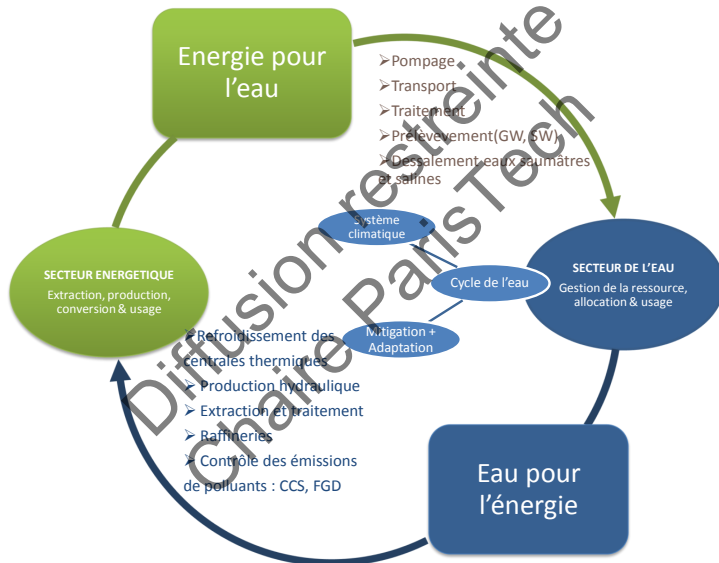 Energie pour
l'eau
➢Pompage
➢Transport
➢Traitement
➢Prélèvevement(GW, SW)
➢Dessalement eaux saumâtres
et salines
Système
climatique
SECTEUR ENERGETIQUE
Extraction, production,
conversion & usage
Cycle de l'eau
SECTEUR DE L'EAU
Gestion de la ressource,
allocation & usage
Mitigation +
Adaptation
➢Refroidissement des
centrales thermiques
➢ Production hydraulique
➢ Extraction et traitement
➢ Raffineries
➢ Contrôle des émissions
de polluants : CCS, FGD
Eau pour
l'énergie
Diffusion restreinte
Chaire ParisTech